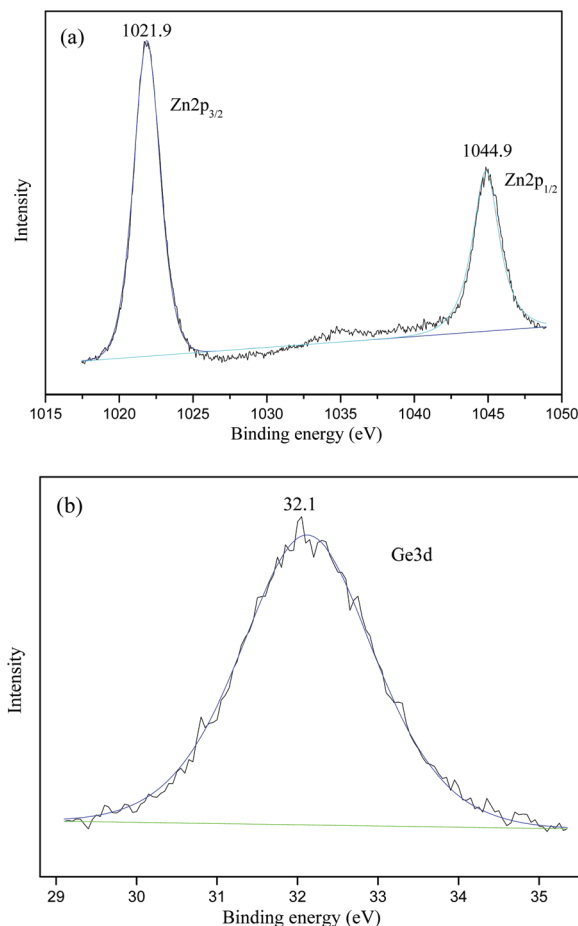 (a)
1021.9
Zn2p3/2
1044.9
Zn2p1/2
Intensity
1015 1020 1025 1030 1035 1040 1045 1050
Binding energy (eV)
(b)
32.1
Ge3d
Intensity
29 30 31 32 33 34 35
Binding energy (eV)